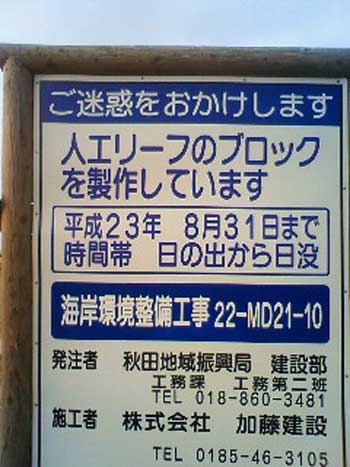 ご迷惑をおかけします
人工リーフのブロック
を製作しています
平成23年 8月31日まで
時間帯 日の出から日没
海岸環境整備工事 22-MD21-10
発注者 秋田地域振興局 建設部
工務課 工務第二班
TEL 018-860-3481
施工者 株式会社 加藤建設
TEL 0185-46-3105